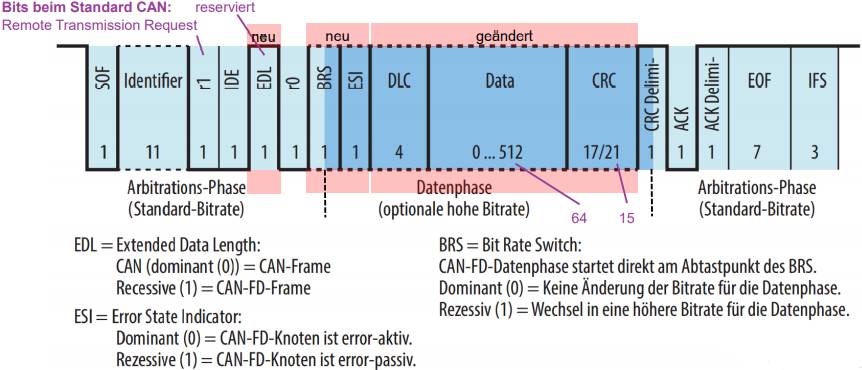 Bits beim Standard CAN: reserviert
Remote Transmission Request
neu neu geändert
SOF Identifier r1 IDE EDL r0 BRS ESI DLC Data CRC CRC Delimi- ACK ACK Delimi- EOF IFS
1 11 1 1 1 1 1 1 4 0 ... 512 17/21 1 1 1 7 3
Arbitrations-Phase Datenphase Arbitrations-Phase
(Standard-Bitrate) (optionale hohe Bitrate) (Standard-Bitrate)
64 15
EDL = Extended Data Length:
CAN (dominant (0)) = CAN-Frame
Recessive (1) = CAN-FD-Frame
ESI = Error State Indicator:
Dominant (0) = CAN-FD-Knoten ist error-aktiv.
Rezessiv (1) = CAN-FD-Knoten ist error-passiv.
BRS = Bit Rate Switch:
CAN-FD-Datenphase startet direkt am Abtastpunkt des BRS.
Dominant (0) = Keine Änderung der Bitrate für die Datenphase.
Rezessiv (1) = Wechsel in eine höhere Bitrate für die Datenphase.